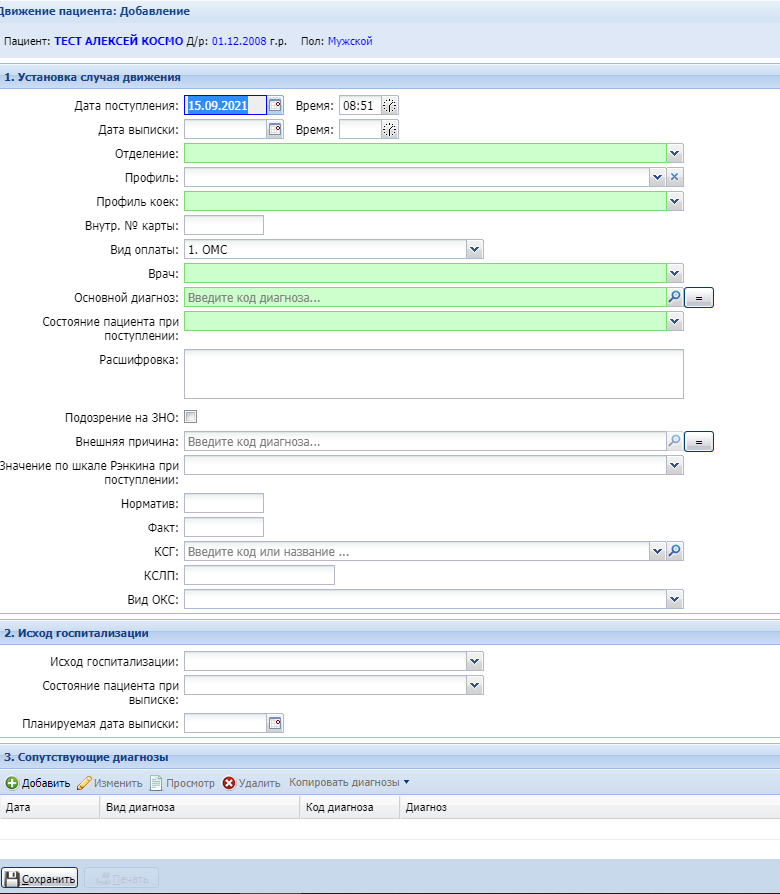 Движение пациента: Добавление
Пациент: ТЕСТ АЛЕКСЕЙ КОСМО Д/р: 01.12.2008 г.р. Пол: Мужской
1. Установка случая движения
Дата поступления: 15.09.2021 Время: 08:51
Дата выписки: Время:
Отделение:
Профиль:
Профиль коек:
Внутр. № карты:
Вид оплаты: 1. ОМС
Врач:
Основной диагноз: Введите код диагноза... =
Состояние пациента при
поступлении:
Расшифровка:
Подозрение на ЗНО:
Внешняя причина: Введите код диагноза... =
Значение по шкале Рэнкина при
поступлении:
Норматив:
Факт:
КСГ: Введите код или название ...
КСЛП:
Вид ОКС:
2. Исход госпитализации
Исход госпитализации:
Состояние пациента при
выписке:
Планируемая дата выписки:
3. Сопутствующие диагнозы
Добавить Изменить Просмотр Удалить Копировать диагнозы
Дата Вид диагноза Код диагноза Диагноз
Сохранить Печать